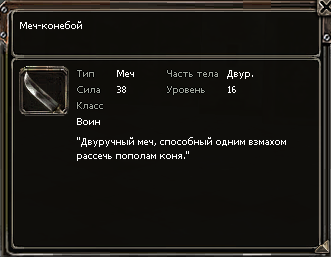 Меч-конебой
Тип Меч Часть тела Двур.
Сила 38 Уровень 16
Класс
Воин
"Двуручный меч, способный одним взмахом
рассечь пополам коня."